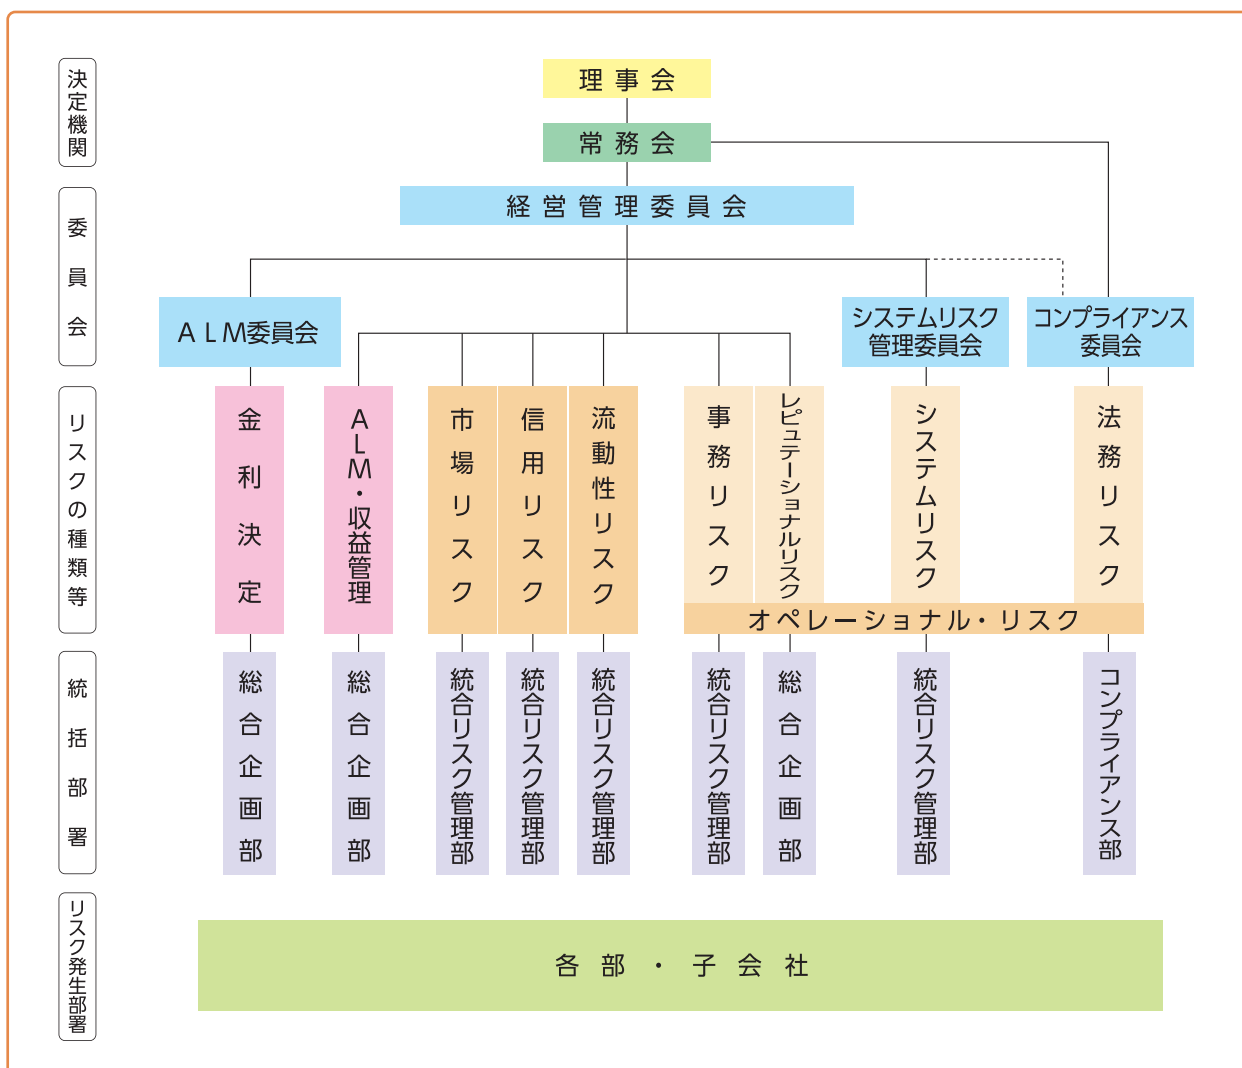 決定機関
理事会
常務会
委員会
経営管理委員会
ALM委員会
システムリスク
管理委員会
コンプライアンス
委員会
リスクの種類等
金利決定
ALM・収益管理
市場リスク
信用リスク
流動性リスク
事務リスク
レピュテーショナルリスク
システムリスク
法務リスク
オペレーショナル・リスク
統括部署
総合企画部
総合企画部
統合リスク管理部
統合リスク管理部
統合リスク管理部
統合リスク管理部
総合企画部
統合リスク管理部
コンプライアンス部
リスク発生部署
各部・子会社